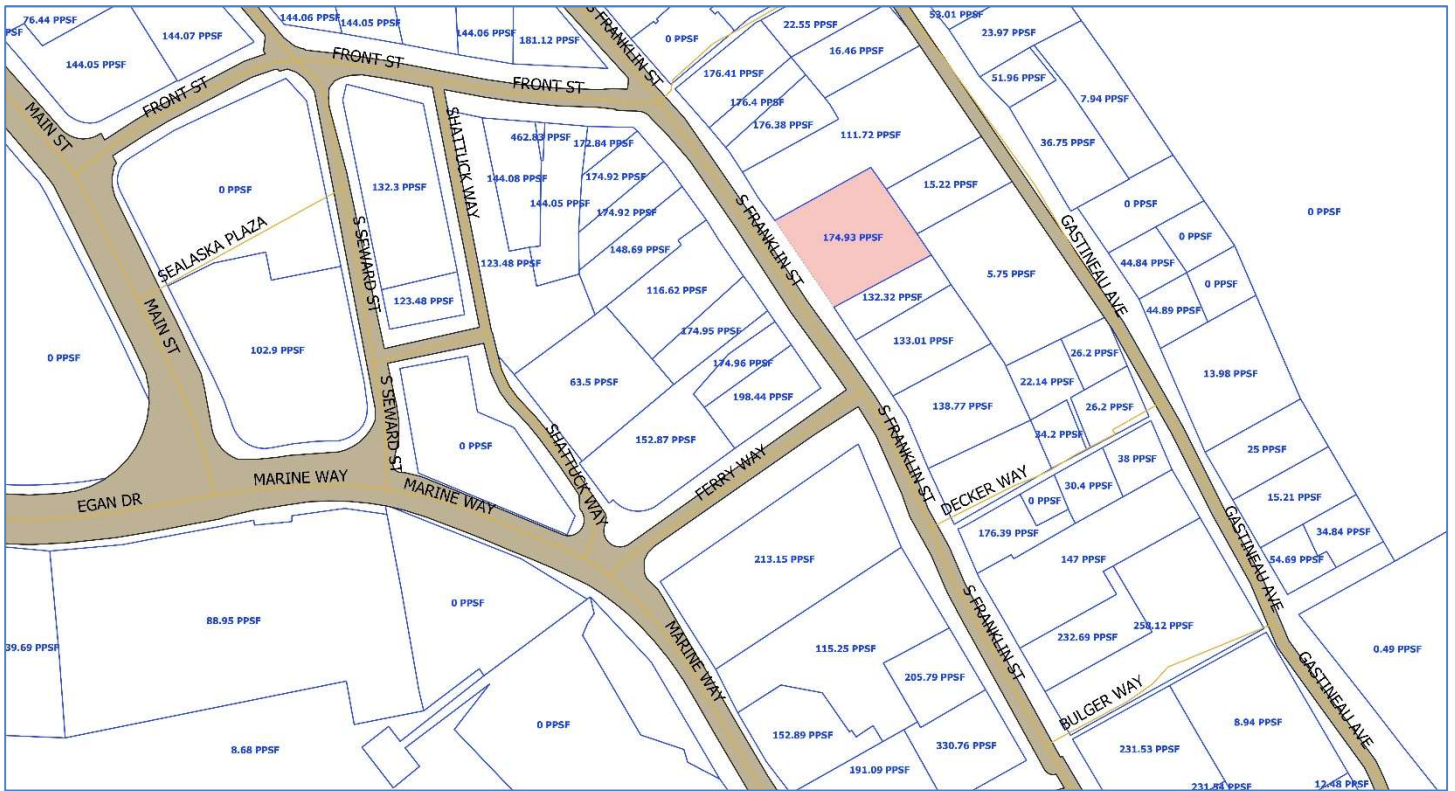 76.44 PPSF
PSF
144.05 PPSF
144.07 PPSF
144.06 PPSF
144.05 PPSF
144.06 PPSF
181.12 PPSF
FRONT ST
FRONT ST
FRONT ST
MAIN ST
S FRANKLIN ST
0 PPSF
22.55 PPSF
16.46 PPSF
53.01 PPSF
23.97 PPSF
51.96 PPSF
7.94 PPSF
36.75 PPSF
176.41 PPSF
176.4 PPSF
176.38 PPSF
111.72 PPSF
15.22 PPSF
0 PPSF
132.3 PPSF
SHATTUCK WAY
462.83 PPSF
172.84 PPSF
144.08 PPSF
174.92 PPSF
144.05 PPSF
174.92 PPSF
148.69 PPSF
123.48 PPSF
S FRANKLIN ST
174.93 PPSF
0 PPSF
0 PPSF
0 PPSF
44.84 PPSF
0 PPSF
44.89 PPSF
GASTINEAU AVE
SEALASKA PLAZA
S SEWARD ST
123.48 PPSF
116.62 PPSF
174.95 PPSF
174.96 PPSF
198.44 PPSF
132.32 PPSF
133.01 PPSF
5.75 PPSF
MAIN ST
0 PPSF
102.9 PPSF
63.5 PPSF
152.87 PPSF
138.77 PPSF
22.14 PPSF
26.2 PPSF
26.2 PPSF
34.2 PPSF
13.98 PPSF
S SEWARD ST
0 PPSF
SHATTUCK WAY
FERRY WAY
S FRANKLIN ST
DECKER WAY
38 PPSF
30.4 PPSF
0 PPSF
176.39 PPSF
25 PPSF
15.21 PPSF
34.84 PPSF
54.69 PPSF
GASTINEAU AVE
EGAN DR
MARINE WAY
MARINE WAY
213.15 PPSF
147 PPSF
258.12 PPSF
232.69 PPSF
S FRANKLIN ST
39.69 PPSF
88.95 PPSF
0 PPSF
MARINE WAY
115.25 PPSF
205.79 PPSF
BULGER WAY
0.49 PPSF
GASTINEAU AVE
8.68 PPSF
0 PPSF
152.89 PPSF
191.09 PPSF
330.76 PPSF
231.53 PPSF
8.94 PPSF
231.54 PPSF
12.48 PPSF